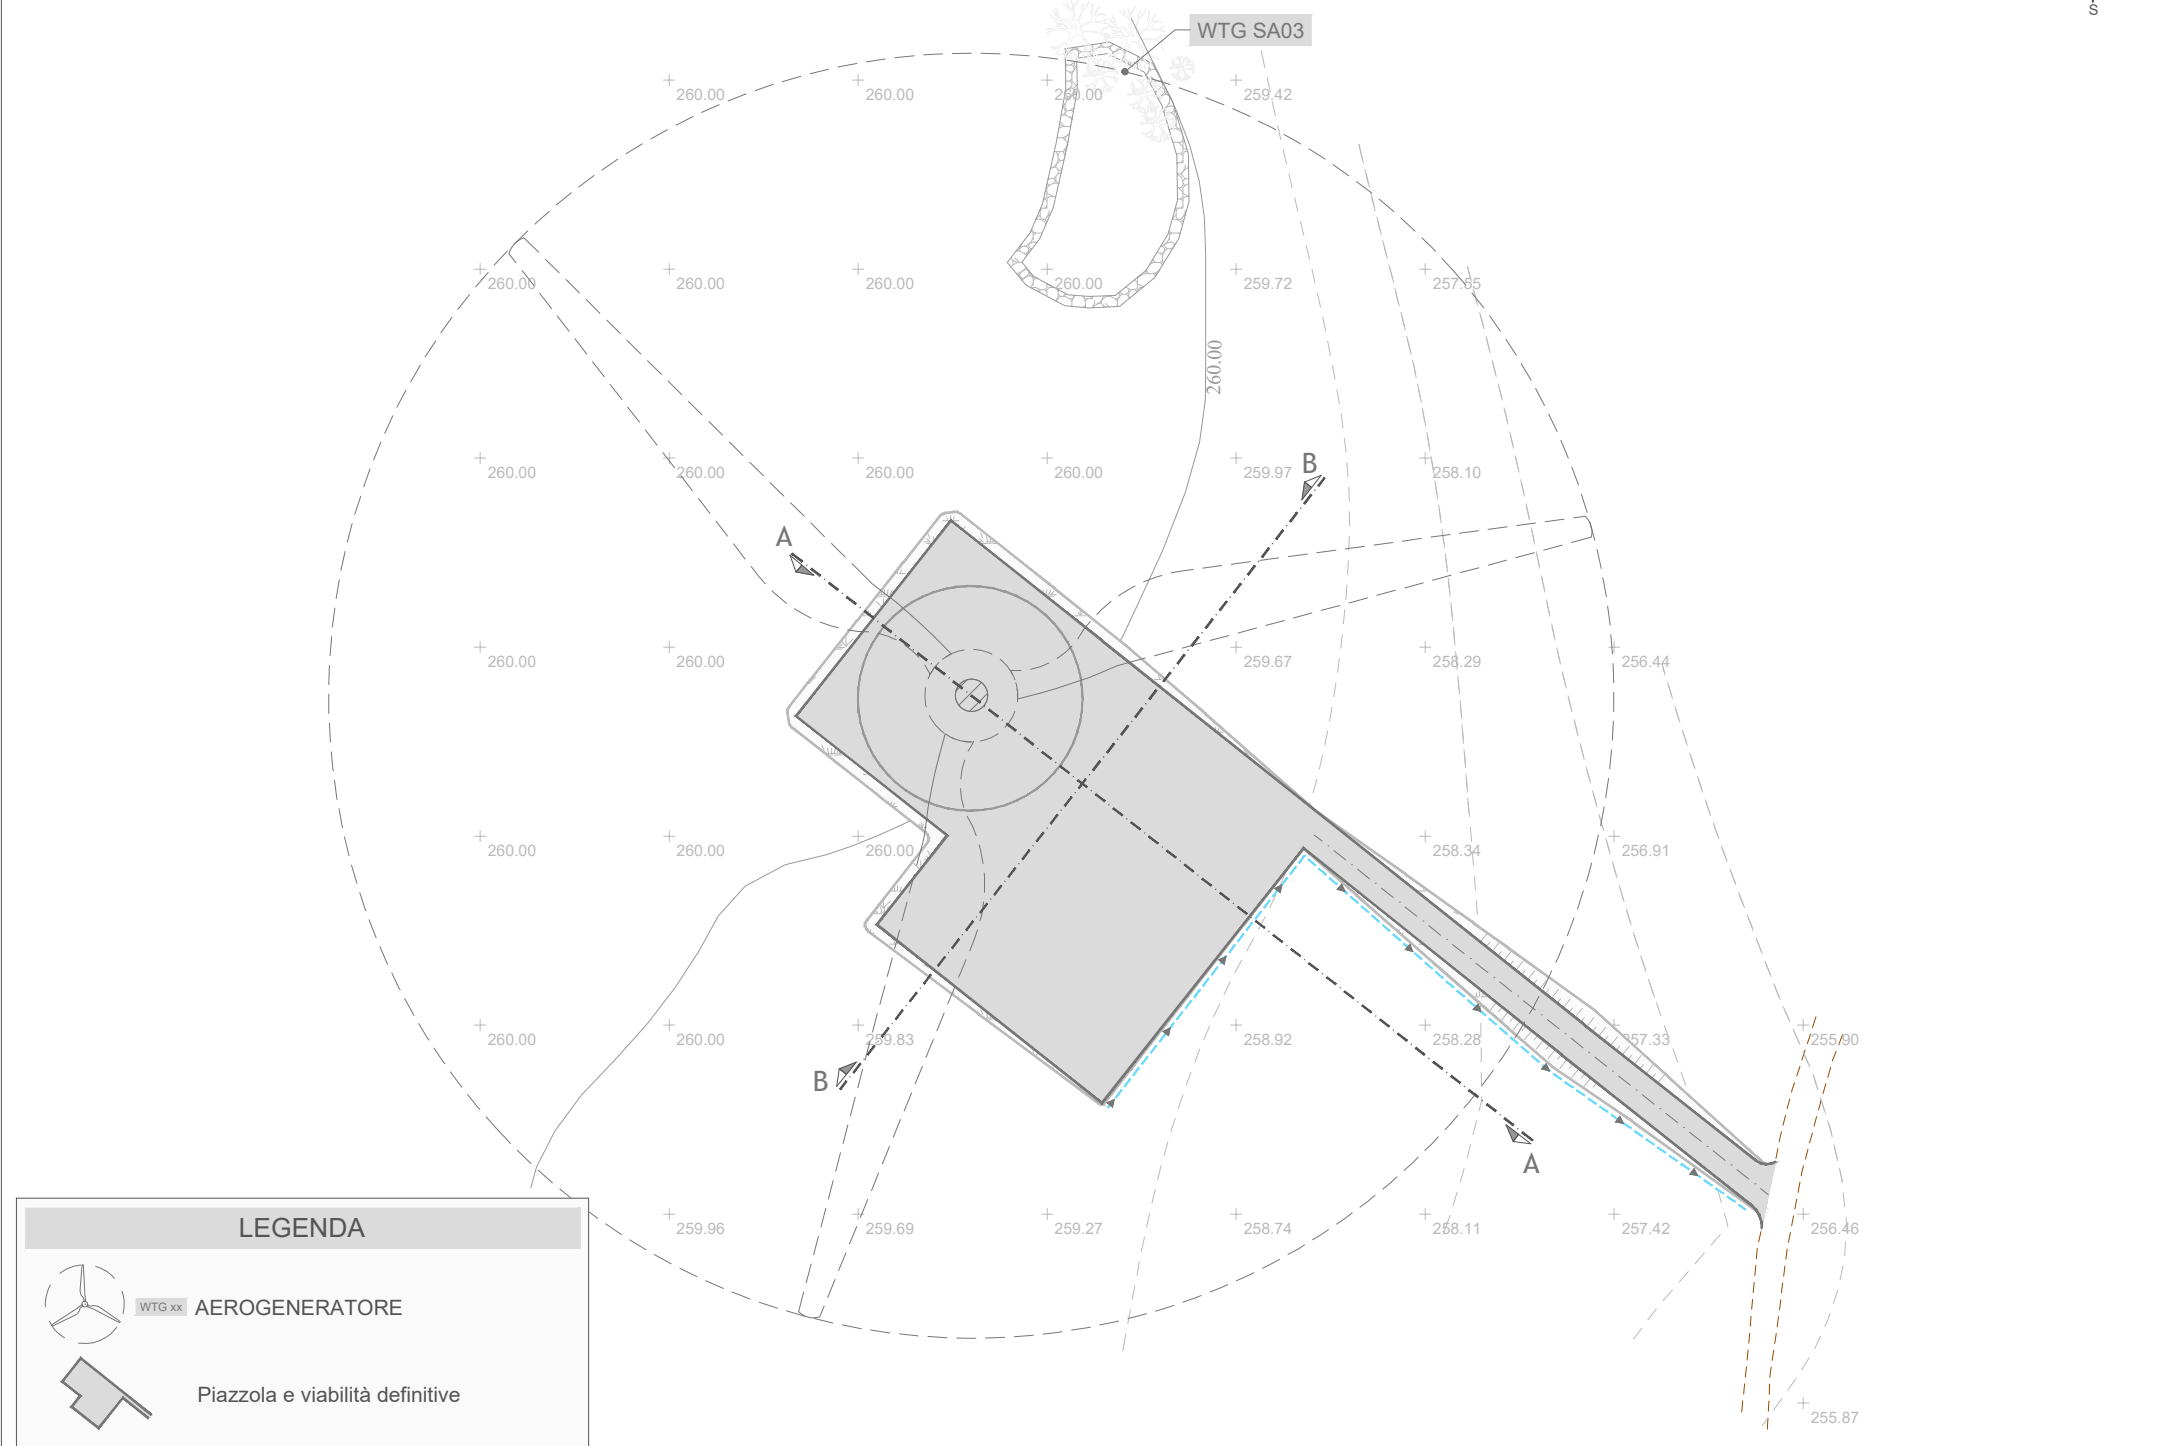 S
WTG SA03
260.00 260.00 260.00 259.42
260.00 260.00 260.00 260.00 259.72 257.55
260.00
260.00 260.00 260.00 260.00 259.97 258.10
B
A
260.00 260.00 259.67 258.29 256.44
260.00 260.00 260.00 258.34 256.91
260.00 260.00 259.83 258.92 258.28 257.33 255.90
B
A
259.96 259.69 259.27 258.74 258.11 257.42 256.46
LEGENDA
WTG xx AEROGENERATORE
Piazzola e viabilità definitive
255.87